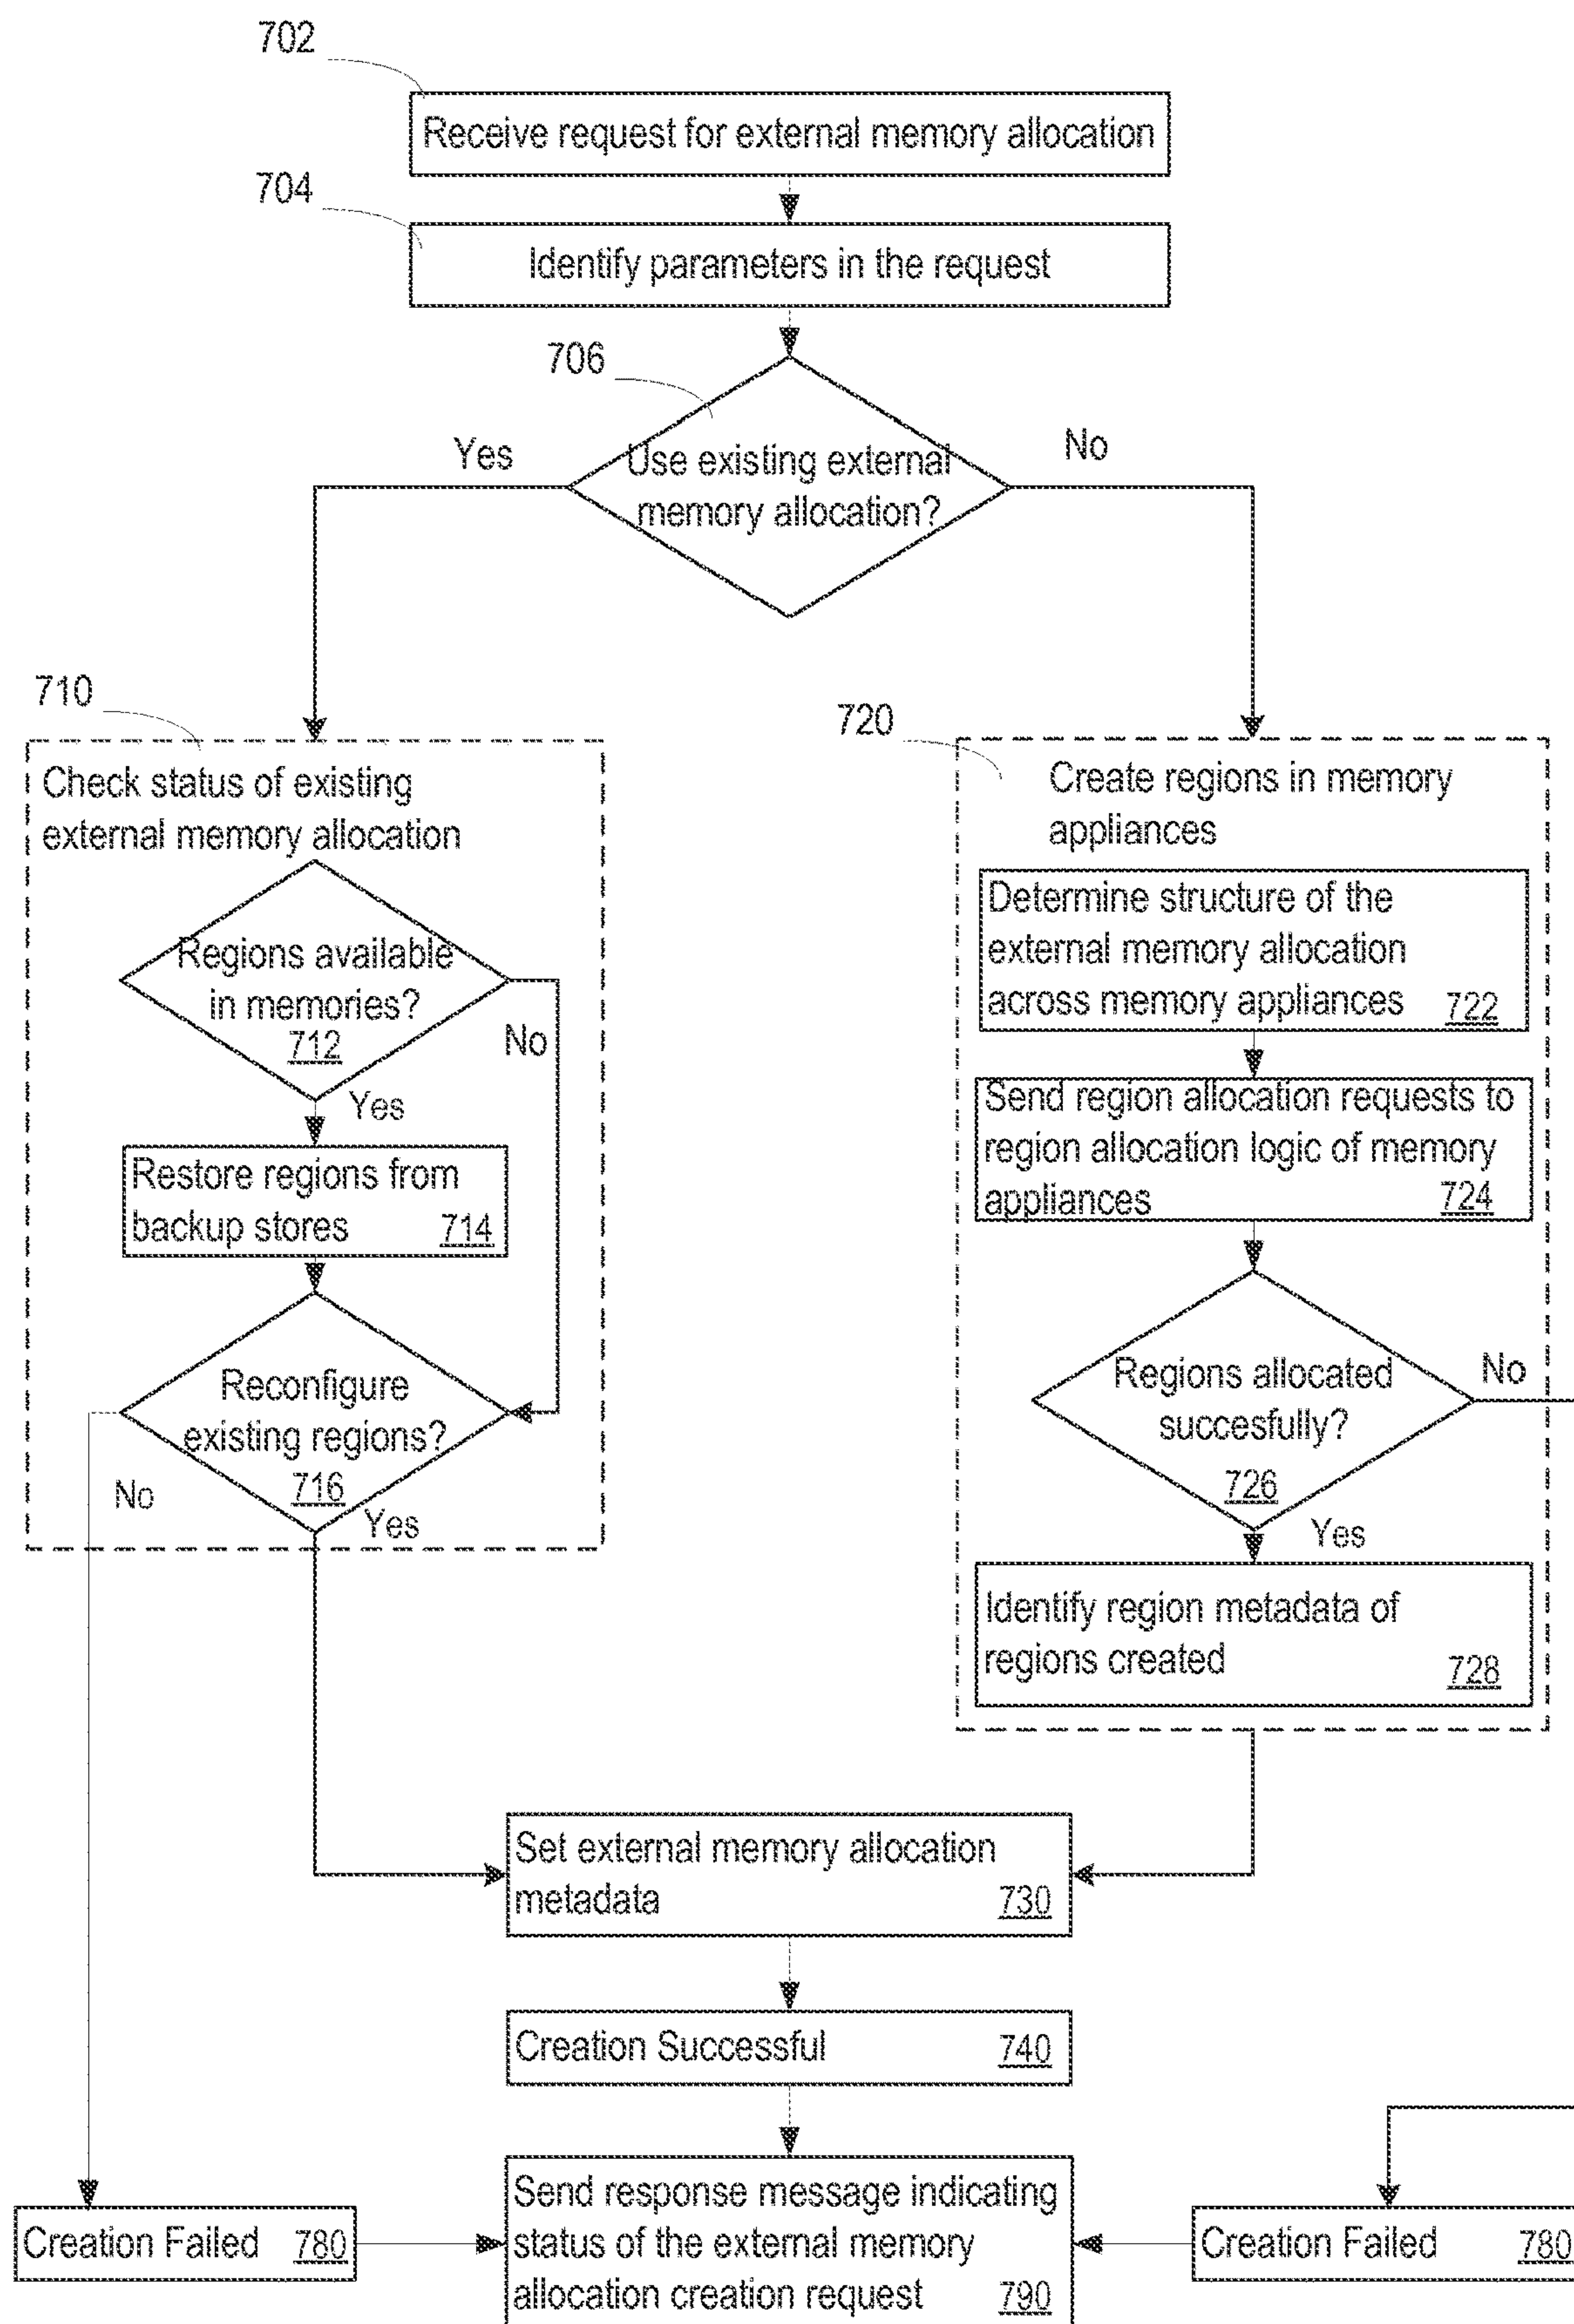 702
Receive request for external memory allocation
704
Identify parameters in the request
706
Use existing external
memory allocation?
Yes
No
710
Check status of existing
external memory allocation
Regions available
in memories?
712
No
Yes
Restore regions from
backup stores 714
Reconfigure
existing regions?
716
No
Yes
720
Create regions in memory
appliances
Determine structure of the
external memory allocation
across memory appliances 722
Send region allocation requests to
region allocation logic of memory
appliances 724
Regions allocated
succesfully?
726
No
Yes
Identify region metadata of
regions created 728
Set external memory allocation
metadata 730
Creation Successful 740
Creation Failed 780
Send response message indicating
status of the external memory
allocation creation request 790
Creation Failed 780